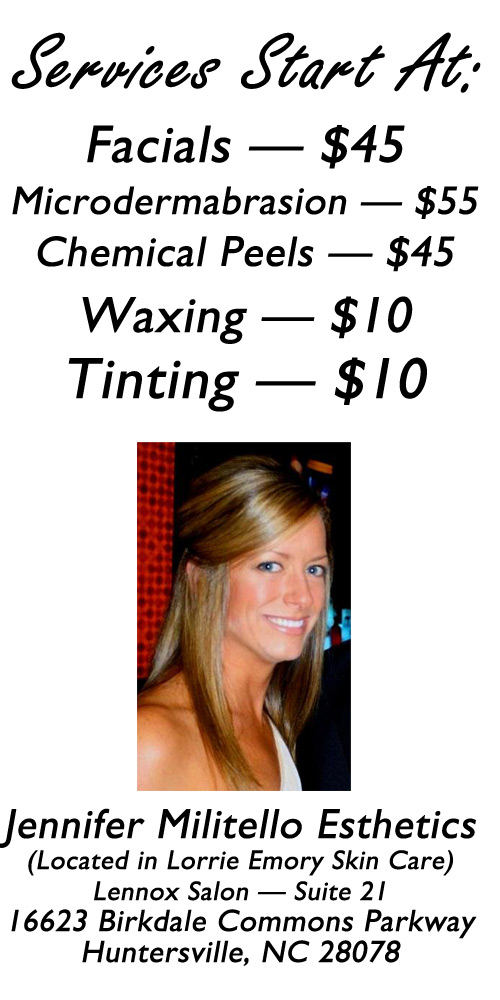 Services Start At:
Facials — $45
Microdermabrasion — $55
Chemical Peels — $45
Waxing — $10
Tinting — $10
Jennifer Militello Esthetics
(Located in Lorrie Emory Skin Care)
Lennox Salon — Suite 21
16623 Birkdale Commons Parkway
Huntersville, NC 28078